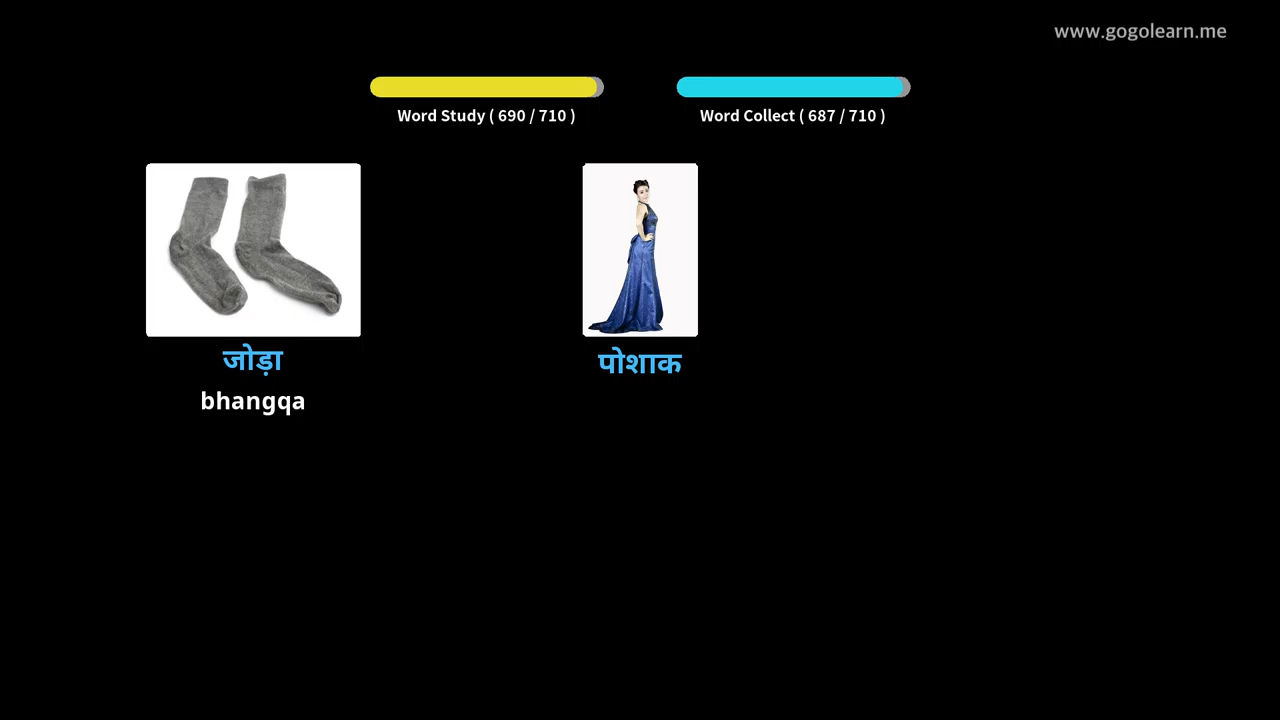 www.gogolearn.me
Word Study ( 690 / 710 )
Word Collect ( 687 / 710 )
जोड़ा
पोशाक
bhangqa